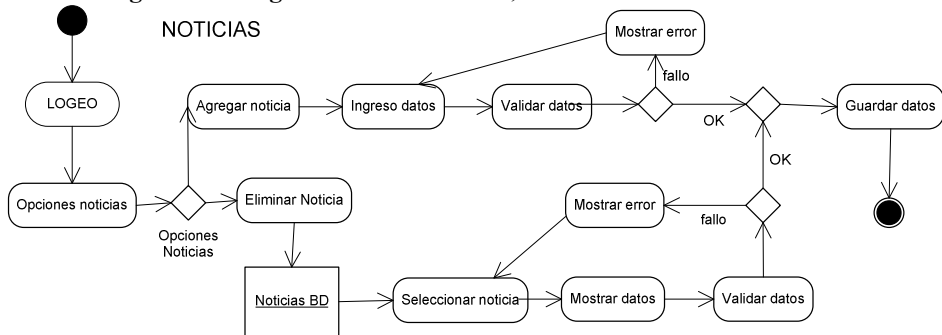 NOTICIAS
Mostrar error
fallo
LOGEO
Agregar noticia
Ingreso datos
Validar datos
OK
Guardar datos
OK
Opciones noticias
Eliminar Noticia
Opciones
Noticias
Mostrar error
fallo
Noticias BD
Seleccionar noticia
Mostrar datos
Validar datos